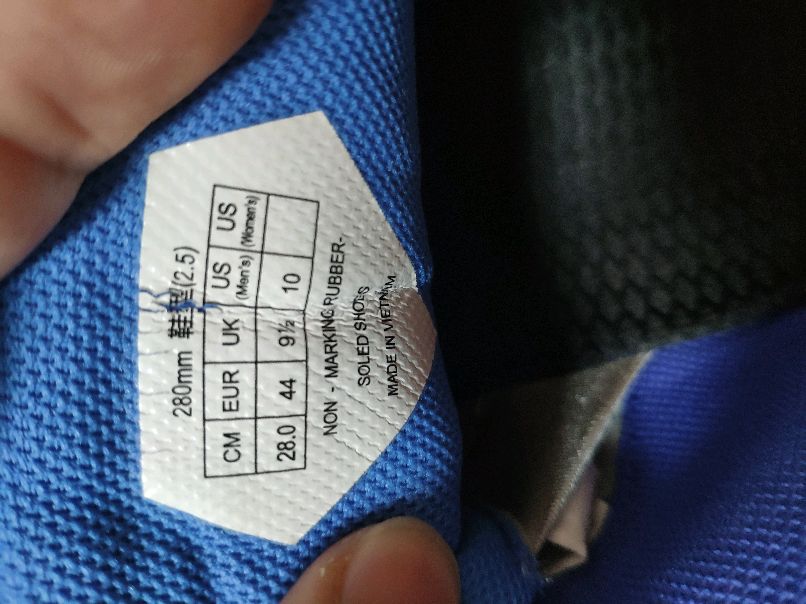 280mm 鞋型(2.5)
CM EUR UK US (Men's) US (Women's)
28.0 44 9½ 10
NON - MARKING RUBBER-
SOLED SHOES
MADE IN VIETNAM